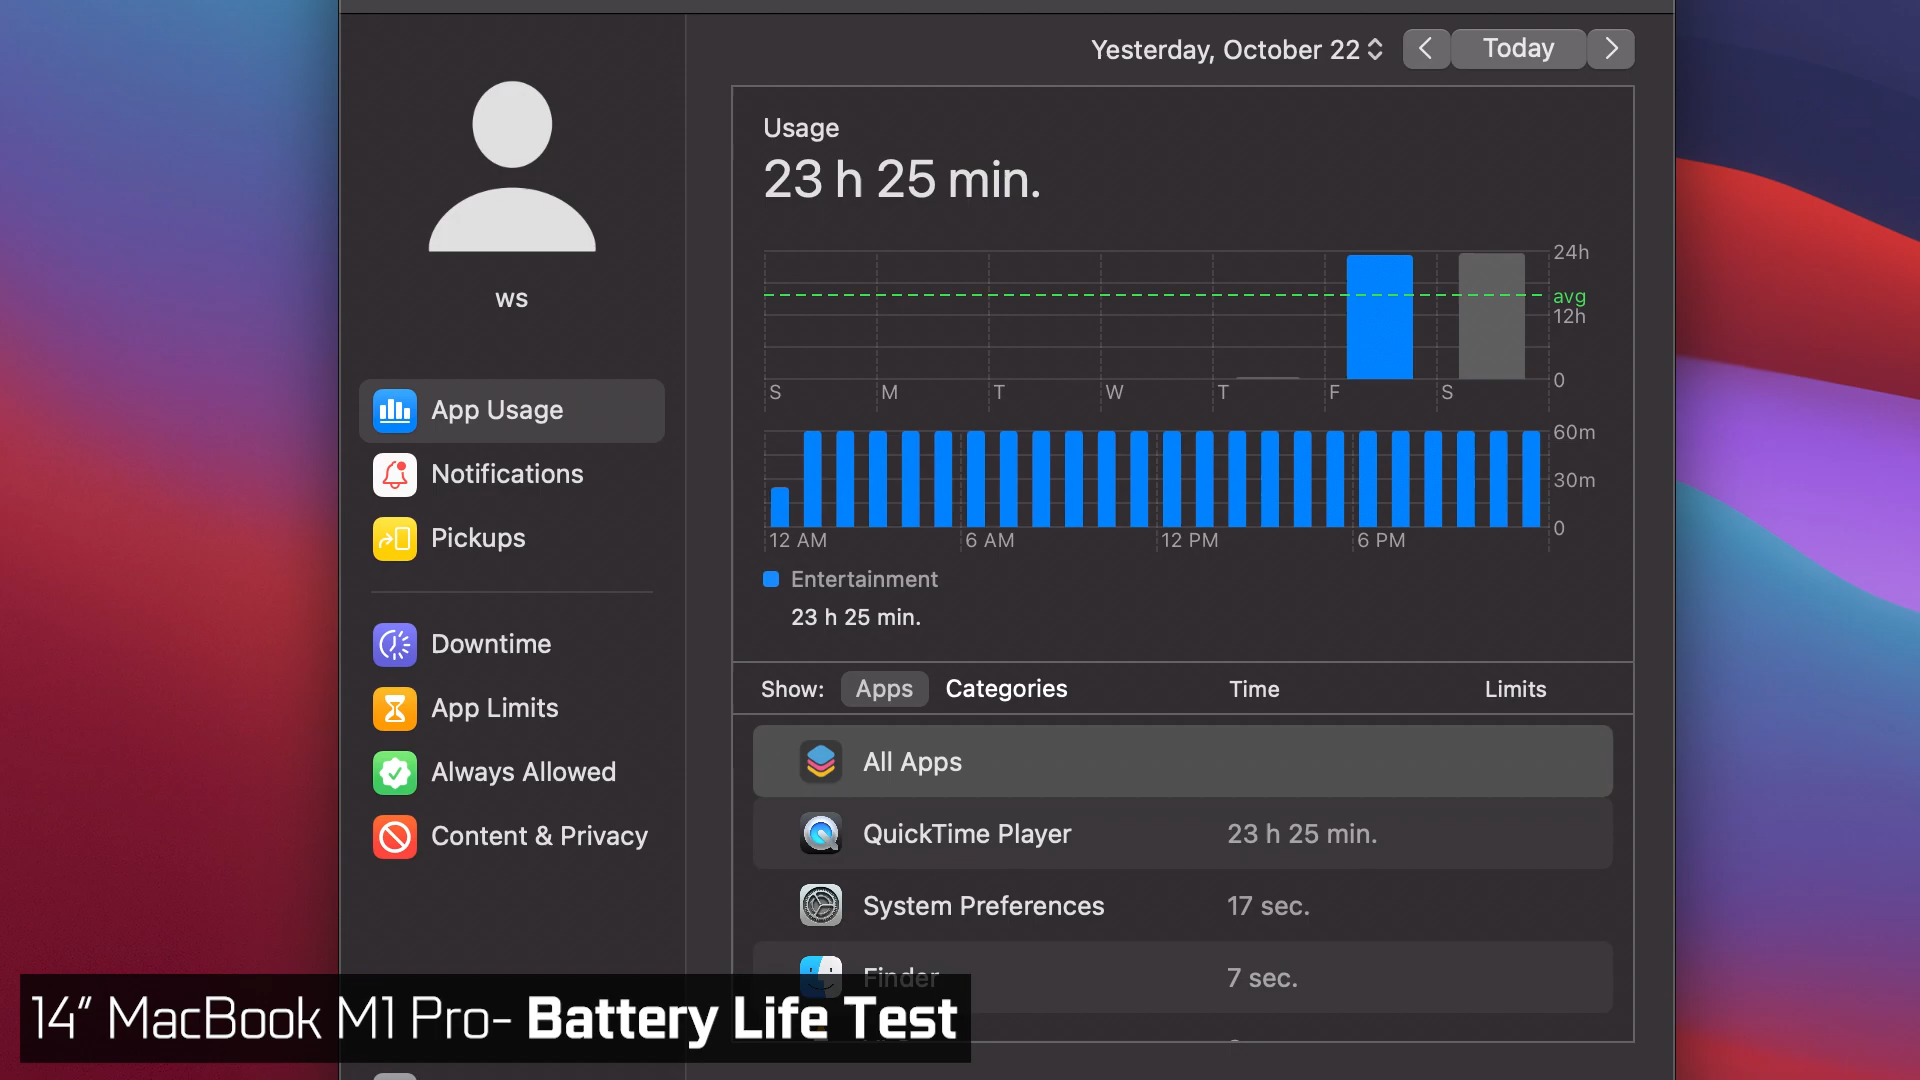 Yesterday, October 22
Today
ws
App Usage
Notifications
Pickups
Downtime
App Limits
Always Allowed
Content & Privacy
Usage
23 h 25 min.
24h
avg
12h
0
S M T W T F S
60m
30m
0
12 AM 6 AM 12 PM 6 PM
Entertainment
23 h 25 min.
Show: Apps Categories Time Limits
All Apps
QuickTime Player 23 h 25 min.
System Preferences 17 sec.
Finder 7 sec.
14” MacBook M1 Pro- Battery Life Test